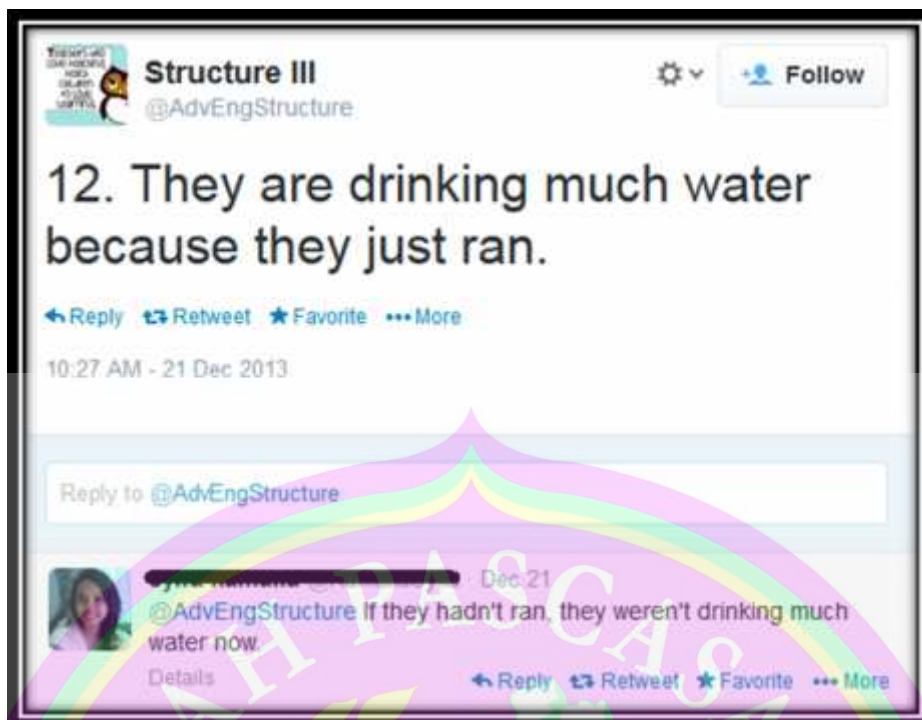 Structure III
@AdvEngStructure
Follow
12. They are drinking much water
because they just ran.
Reply Retweet Favorite More
10:27 AM - 21 Dec 2013
Reply to @AdvEngStructure
Dec 21
@AdvEngStructure If they hadn't ran, they weren't drinking much
water now.
Details
Reply Retweet Favorite More
AH PASCAS